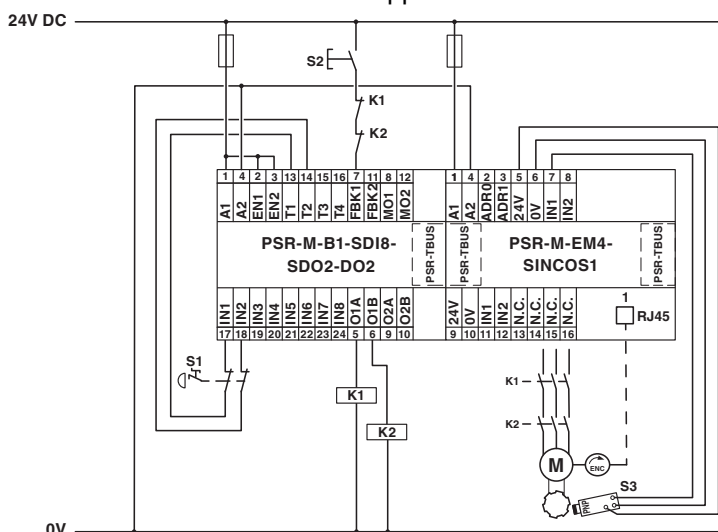 24V DC
S2
K1
K2
1 4 2 3 13 14 15 16 7 11 8 12
A1 A2 EN1 EN2 T1 T2 T3 T4 FBK1 FBK2 MO1 MO2
1 4 2 3 5 6 7 8
A1 A2 ADR0 ADR1 24V 0V IN1 IN2
PSR-M-B1-SDI8-
SDO2-DO2
PSR-TBUS
PSR-TBUS
PSR-M-EM4-
SINCOS1
PSR-TBUS
IN1 IN2 IN3 IN4 IN5 IN6 IN7 IN8 O1A O1B O2A O2B
17 18 19 20 21 22 23 24 5 6 9 10
24V 0V IN1 IN2 N.C. N.C. N.C. N.C.
9 10 11 12 13 14 15 16
1
RJ45
S1
K1
K2
K1
K2
M
ENC
S3
PNP
0V